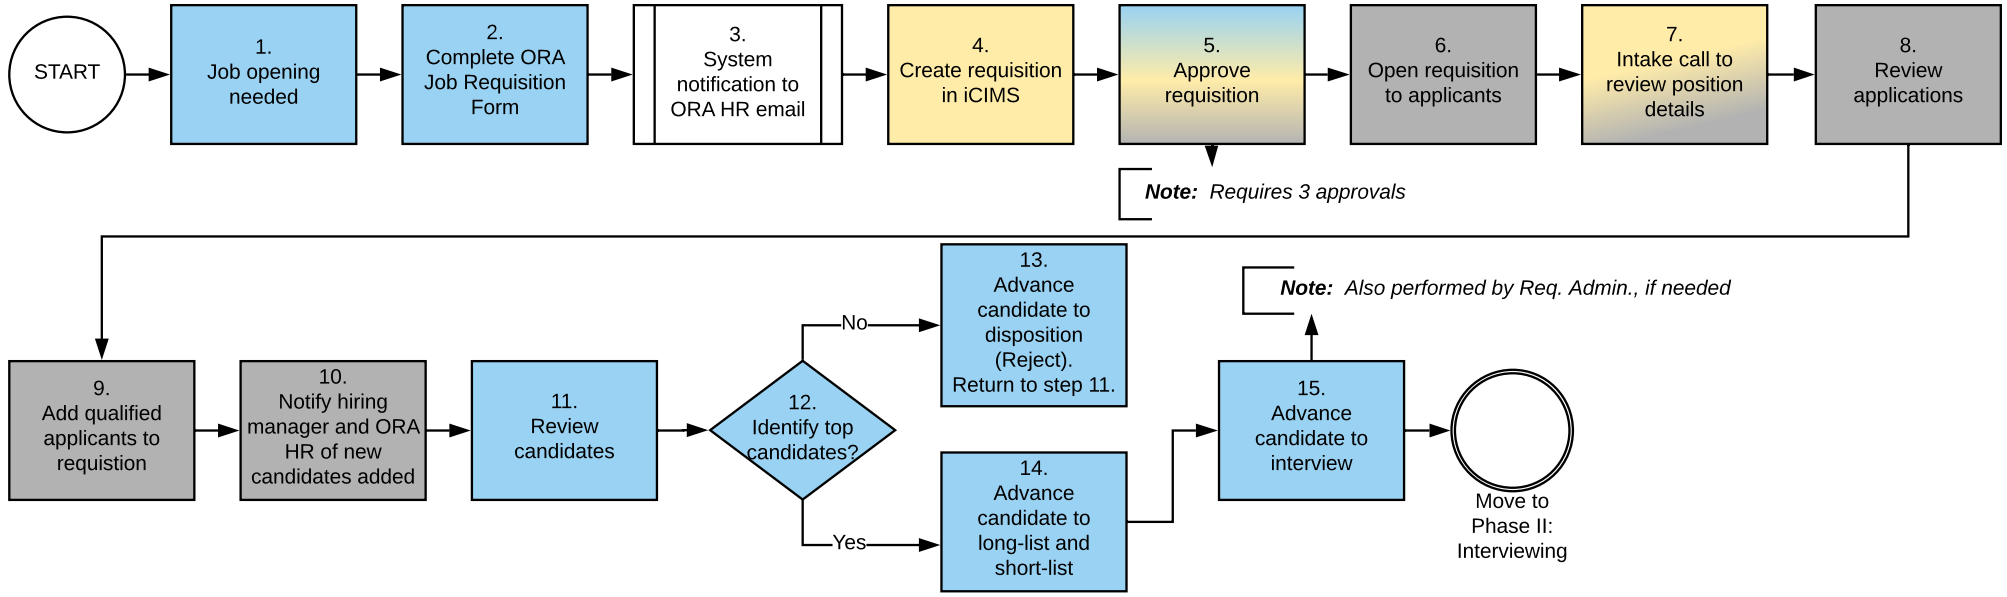 START
1.
Job opening
needed
2.
Complete ORA
Job Requisition
Form
3.
System
notification to
ORA HR email
4.
Create requisition
in iCIMS
5.
Approve
requisition
6.
Open requisition
to applicants
7.
Intake call to
review position
details
8.
Review
applications
Note: Requires 3 approvals
9.
Add qualified
applicants to
requistion
10.
Notify hiring
manager and ORA
HR of new
candidates added
11.
Review
candidates
12.
Identify top
candidates?
No
13.
Advance
candidate to
disposition
(Reject).
Return to step 11.
Yes
14.
Advance
candidate to
long-list and
short-list
Note: Also performed by Req. Admin., if needed
15.
Advance
candidate to
interview
Move to
Phase II:
Interviewing